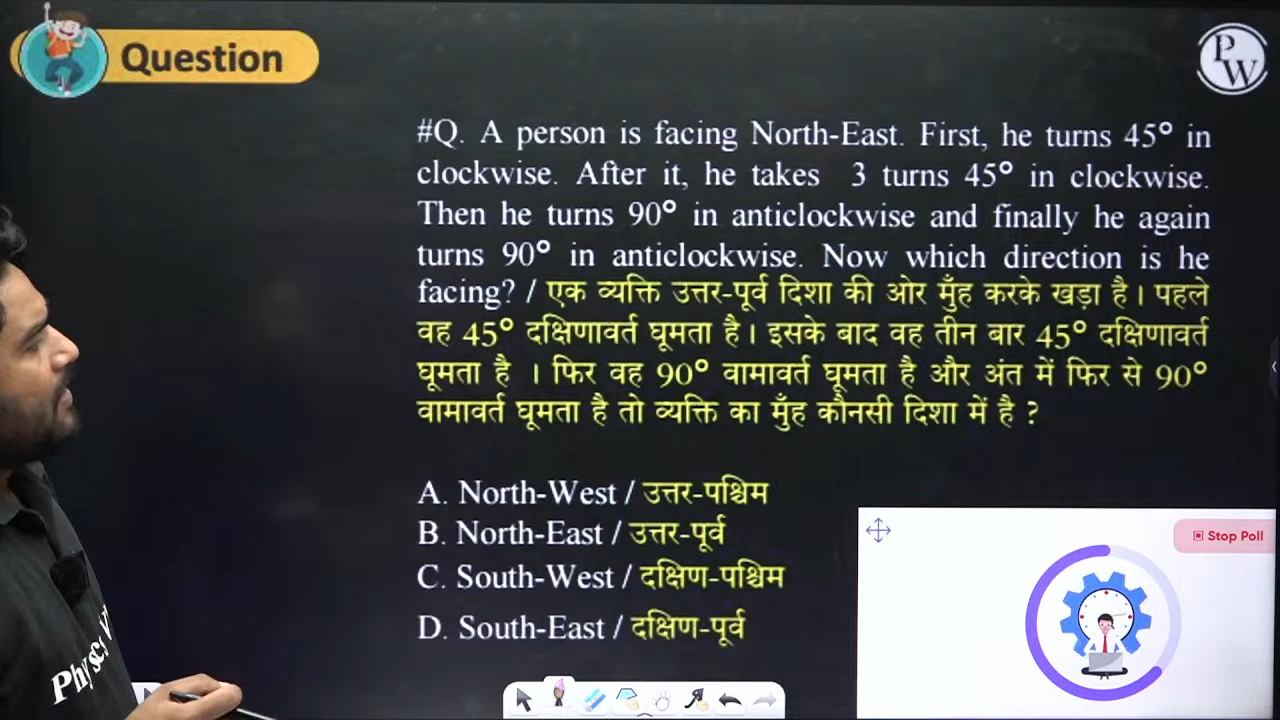 Question
PW
#Q. A person is facing North-East. First, he turns 45° in
clockwise. After it, he takes 3 turns 45° in clockwise.
Then he turns 90° in anticlockwise and finally he again
turns 90° in anticlockwise. Now which direction is he
facing? / एक व्यक्ति उत्तर-पूर्व दिशा की ओर मुँह करके खड़ा है। पहले
वह 45° दक्षिणावर्त घूमता है। इसके बाद वह तीन बार 45° दक्षिणावर्त
घूमता है । फिर वह 90° वामावर्त घूमता है और अंत में फिर से 90°
वामावर्त घूमता है तो व्यक्ति का मुँह कौनसी दिशा में है ?
A. North-West / उत्तर-पश्चिम
B. North-East / उत्तर-पूर्व
C. South-West / दक्षिण-पश्चिम
D. South-East / दक्षिण-पूर्व
Stop Poll